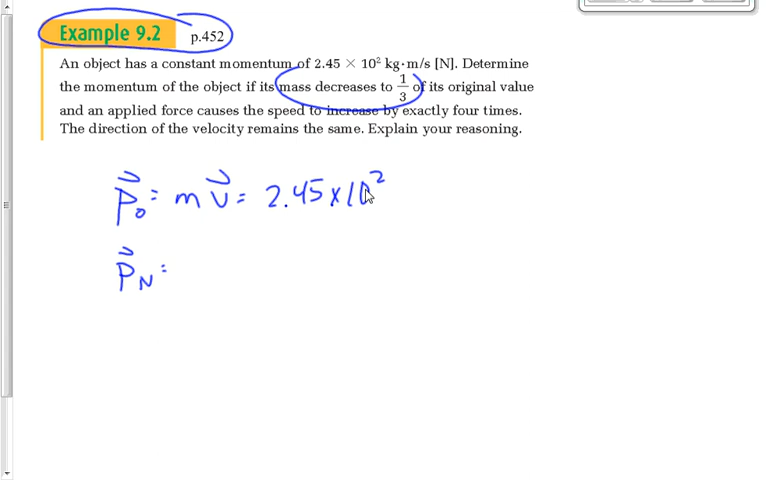 Example 9.2 p.452
An object has a constant momentum of 2.45 × 10² kg·m/s [N]. Determine
the momentum of the object if its mass decreases to 1/3 of its original value
and an applied force causes the speed to increase by exactly four times.
The direction of the velocity remains the same. Explain your reasoning.
P⃗₀ = m v⃗ = 2.45 x 10²
P⃗_N =